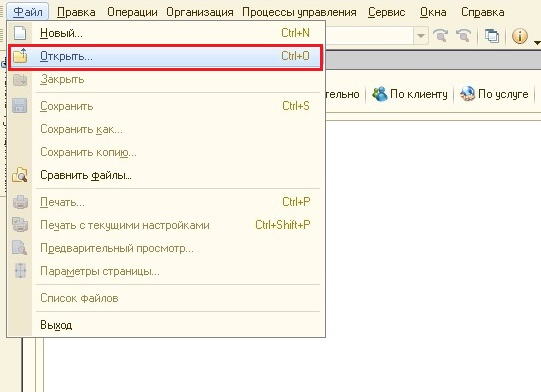 Файл Правка Операции Организация Процессы управления Сервис Окна Справка
Новый... Ctrl+N
Открыть... Ctrl+O
Закрыть
тельно По клиенту По услуге
Сохранить Ctrl+S
Сохранить как...
Сохранить копию...
Сравнить файлы...
Печать... Ctrl+P
Печать с текущими настройками Ctrl+Shift+P
Предварительный просмотр...
Параметры страницы...
Список файлов
Выход